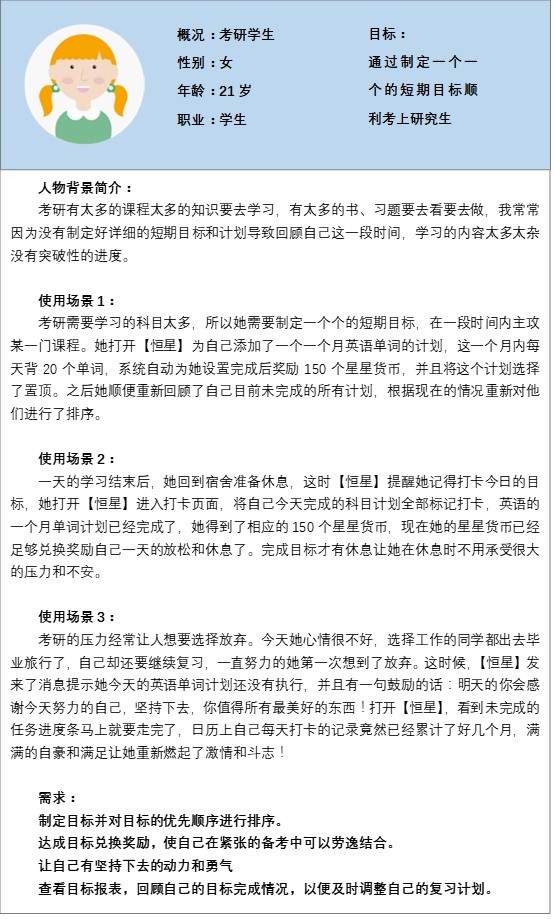 概况：考研学生
性别：女
年龄：21 岁
职业：学生
目标：
通过制定一个一
个的短期目标顺
利考上研究生
人物背景简介：
考研有太多的课程太多的知识要去学习，有太多的书、习题要去看要去做，我常常
因为没有制定好详细的短期目标和计划导致回顾自己这一段时间，学习的内容太多太杂
没有突破性的进度。
使用场景 1：
考研需要学习的科目太多，所以她需要制定一个个的短期目标，在一段时间内主攻
某一门课程。她打开【恒星】为自己添加了一个一个月英语单词的计划，这一个月内每
天背 20 个单词，系统自动为她设置完成后奖励 150 个星星货币，并且将这个计划选择
了置顶。之后她顺便重新回顾了自己目前未完成的所有计划，根据现在的情况重新对他
们进行了排序。
使用场景 2：
一天的学习结束后，她回到宿舍准备休息，这时【恒星】提醒她记得打卡今日的目
标，她打开【恒星】进入打卡页面，将自己今天完成的科目计划全部标记打卡，英语的
一个月单词计划已经完成了，她得到了相应的 150 个星星货币，现在她的星星货币已经
足够兑换奖励自己一天的放松和休息了。完成目标才有休息让她在休息时不用承受很大
的压力和不安。
使用场景 3：
考研的压力经常让人想要选择放弃。今天她心情很不好，选择工作的同学都出去毕
业旅行了，自己却还要继续复习，一直努力的她第一次想到了放弃。这时候，【恒星】发
来了消息提示她今天的英语单词计划还没有执行，并且有一句鼓励的话：明天的你会感
谢今天努力的自己，坚持下去，你值得所有最美好的东西！打开【恒星】，看到未完成的
任务进度条马上就要走完了，日历上自己每天打卡的记录竟然已经累计了好几个月，满
满的自豪和满足让她重新燃起了激情和斗志！
需求：
制定目标并对目标的优先顺序进行排序。
达成目标兑换奖励，使自己在紧张的备考中可以劳逸结合。
让自己有坚持下去的动力和勇气
查看目标报表，回顾自己的目标完成情况，以便及时调整自己的复习计划。